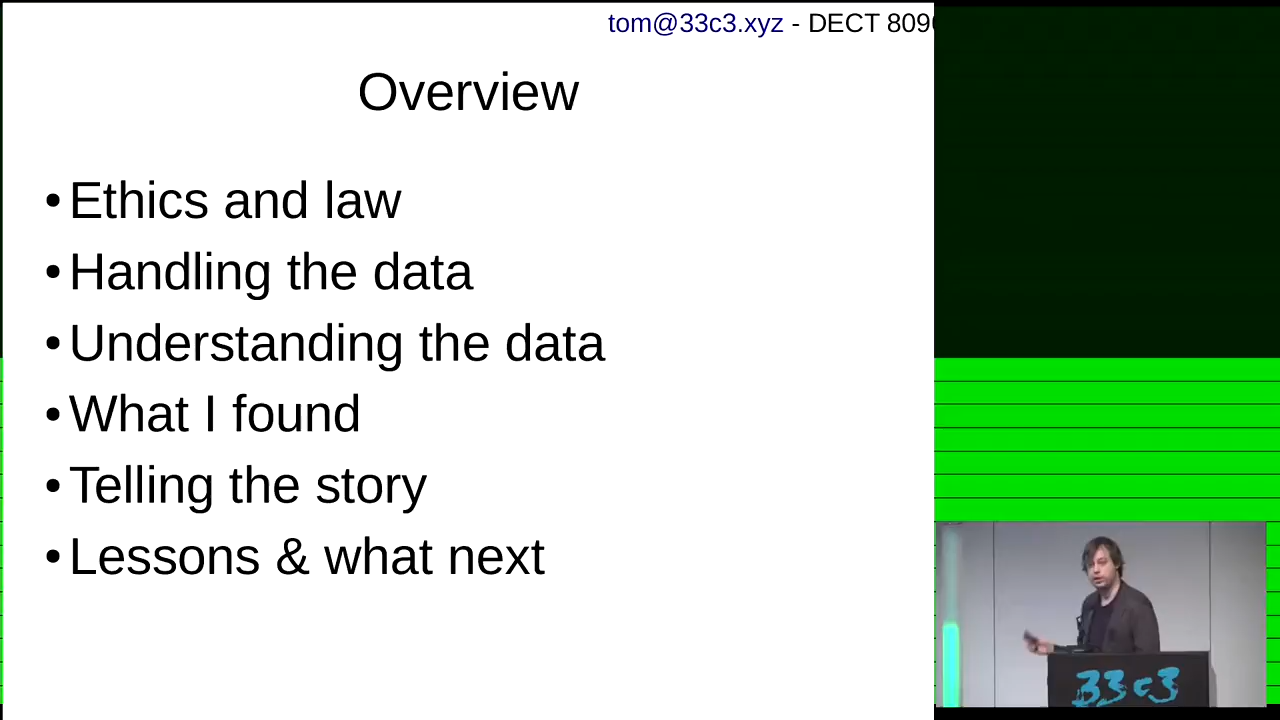 tom@33c3.xyz - DECT 8090
Overview
• Ethics and law
• Handling the data
• Understanding the data
• What I found
• Telling the story
• Lessons & what next
33c3